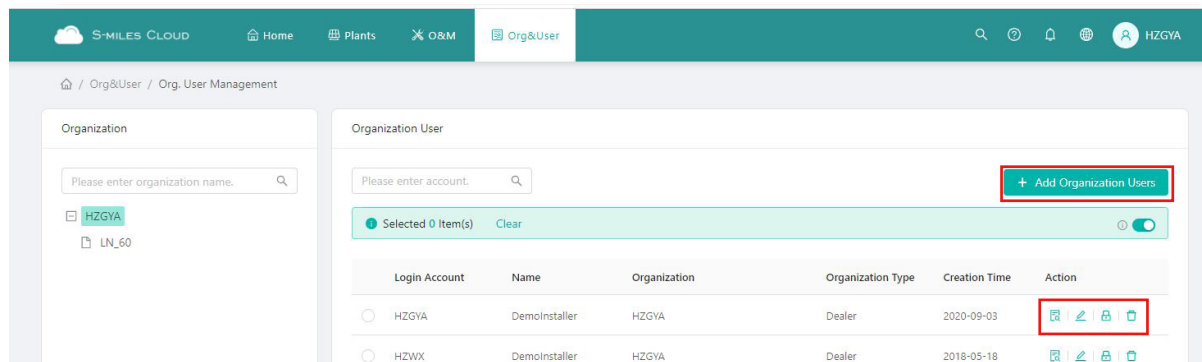 S-MILES CLOUD Home Plants O&M Org&User HZGYA
/ Org&User / Org. User Management
Organization
Please enter organization name.
HZGYA
LN_60
Organization User
Please enter account.
+ Add Organization Users
Selected 0 Item(s) Clear
Login Account Name Organization Organization Type Creation Time Action
HZGYA DemoInstaller HZGYA Dealer 2020-09-03
HZWX DemoInstaller HZGYA Dealer 2018-05-18